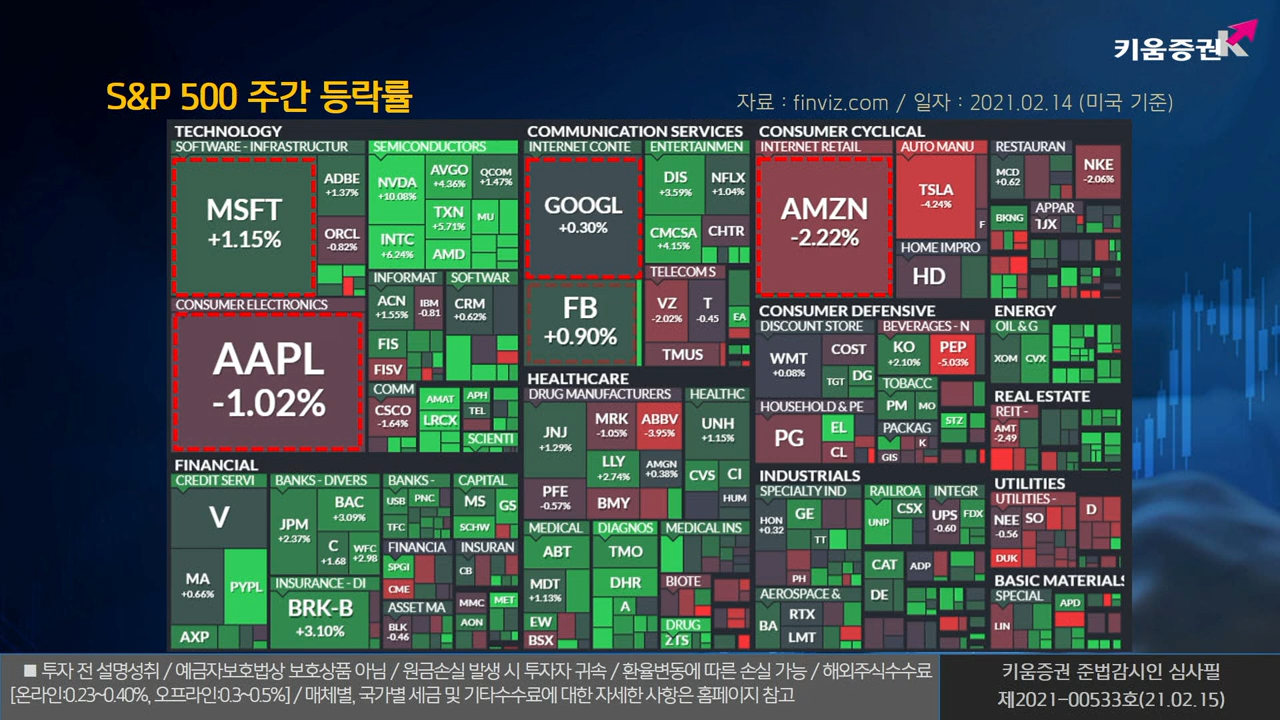 키움증권
S&P 500 주간 등락률
자료 : finviz.com / 일자 : 2021.02.14 (미국 기준)
TECHNOLOGY
SOFTWARE - INFRASTRUCTUR
MSFT
+1.15%
ADBE
+1.37%
ORCL
-0.82%
SEMICONDUCTORS
NVDA
+10.08%
AVGO
+4.36%
QCOM
+1.47%
TXN
+5.71%
MU
INTC
+6.24%
AMD
CONSUMER ELECTRONICS
AAPL
-1.02%
INFORMAT
ACN
+1.55%
IBM
-0.81
FIS
FISV
SOFTWAR
CRM
+0.62%
COMM
CSCO
-1.64%
AMAT
LRCX
APH
TEL
SCIENTI
COMMUNICATION SERVICES
INTERNET CONTE
GOOGL
+0.30%
FB
+0.90%
ENTERTAINMEN
DIS
+3.59%
NFLX
+1.04%
CMCSA
+4.15%
CHTR
TELECOM S
VZ
-2.02%
T
-0.45
EA
TMUS
CONSUMER CYCLICAL
INTERNET RETAIL
AMZN
-2.22%
AUTO MANU
TSLA
-4.24%
F
HOME IMPRO
HD
RESTAURAN
MCD
+0.62
NKE
-2.06%
BKNG
APPAR
TJX
FINANCIAL
CREDIT SERVI
V
MA
+0.66%
PYPL
AXP
BANKS - DIVERS
JPM
+2.37%
BAC
+3.09%
C
+1.68
WFC
+2.98
INSURANCE - DI
BRK-B
+3.10%
BANKS -
USB
PNC
TFC
CAPITAL
MS
GS
SCHW
FINANCIA
SPGI
CME
INSURAN
CB
MMC
MET
AON
ASSET MA
BLK
-0.46
HEALTHCARE
DRUG MANUFACTURERS
JNJ
+1.29%
MRK
-1.05%
ABBV
-3.95%
LLY
+2.74%
AMGN
+0.38%
PFE
-0.57%
BMY
HEALTHC
UNH
+1.15%
CVS
CI
HUM
MEDICAL
ABT
MDT
+1.13%
EW
BSX
DIAGNOS
TMO
DHR
A
MEDICAL INS
BIOTE
DRUG
ZTS
CONSUMER DEFENSIVE
DISCOUNT STORE
WMT
+0.08%
COST
TGT
DG
BEVERAGES - N
KO
+2.10%
PEP
-5.03%
HOUSEHOLD & PE
PG
EL
CL
TOBACC
PM
MO
STZ
PACKAG
K
GIS
ENERGY
OIL & G
XOM
CVX
REAL ESTATE
REIT -
AMT
-2.49
INDUSTRIALS
SPECIALTY IND
HON
+0.32
GE
TT
PH
RAILROA
UNP
CSX
INTEGR
UPS
-0.60
FDX
CAT
ADP
DE
AEROSPACE &
BA
RTX
LMT
UTILITIES
UTILITIES -
NEE
-0.56
SO
D
DUK
BASIC MATERIALS
SPECIAL
LIN
APD
■ 투자 전 설명성취 / 예금자보호법상 보호상품 아님 / 원금손실 발생 시 투자자 귀속 / 환율변동에 따른 손실 가능 / 해외주식수수료
[온라인:0.23~0.40%, 오프라인:0.3~0.5%] / 매체별, 국가별 세금 및 기타수수료에 대한 자세한 사항은 홈페이지 참고
키움증권 준법감시인 심사필
제2021-00533호(21.02.15)